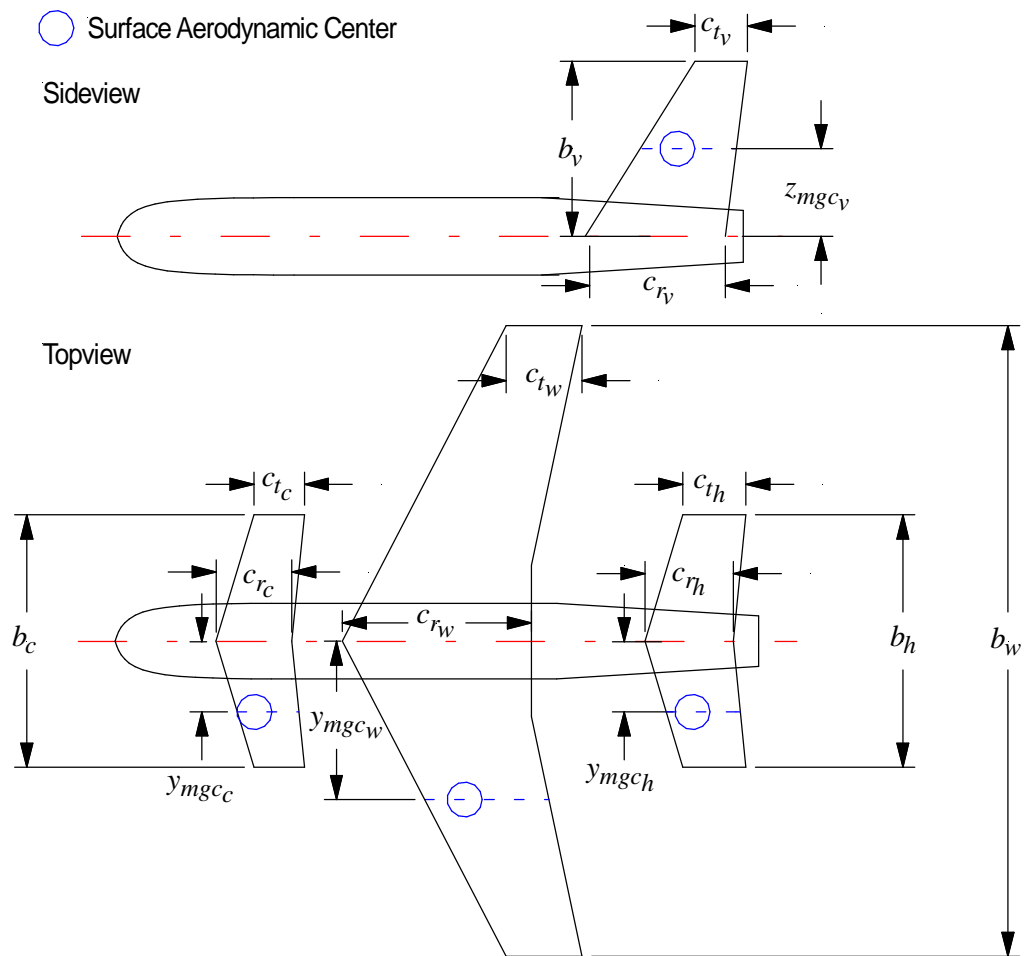 Surface Aerodynamic Center
c_{t_v}
Sideview
b_v
z_{mgc_v}
c_{r_v}
Topview
c_{t_w}
c_{t_c}
c_{t_h}
c_{r_c}
c_{r_h}
c_{r_w}
b_c
b_h
b_w
y_{mgc_w}
y_{mgc_c}
y_{mgc_h}